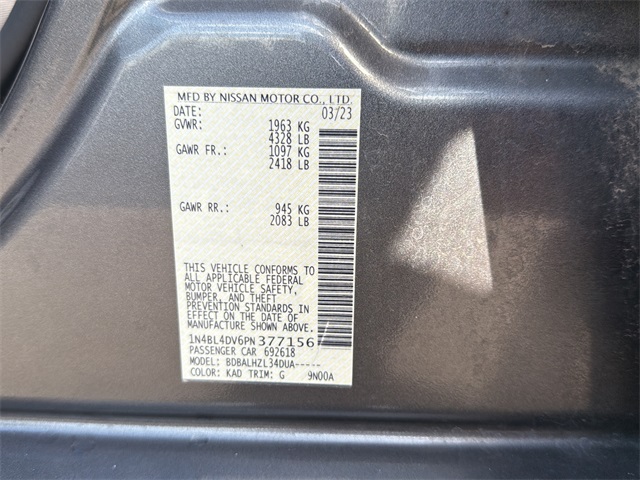 MFD BY NISSAN MOTOR CO., LTD.
DATE: 03/23
GVWR: 1963 KG
4328 LB
GAWR FR.: 1097 KG
2418 LB
GAWR RR.: 945 KG
2083 LB
THIS VEHICLE CONFORMS TO
ALL APPLICABLE FEDERAL
MOTOR VEHICLE SAFETY,
BUMPER, AND THEFT
PREVENTION STANDARDS IN
EFFECT ON THE DATE OF
MANUFACTURE SHOWN ABOVE.
1N4BL4DV6PN377156
PASSENGER CAR 692618
MODEL: BDBALHZL34DUA-----
COLOR: KAD TRIM: G 9N00A